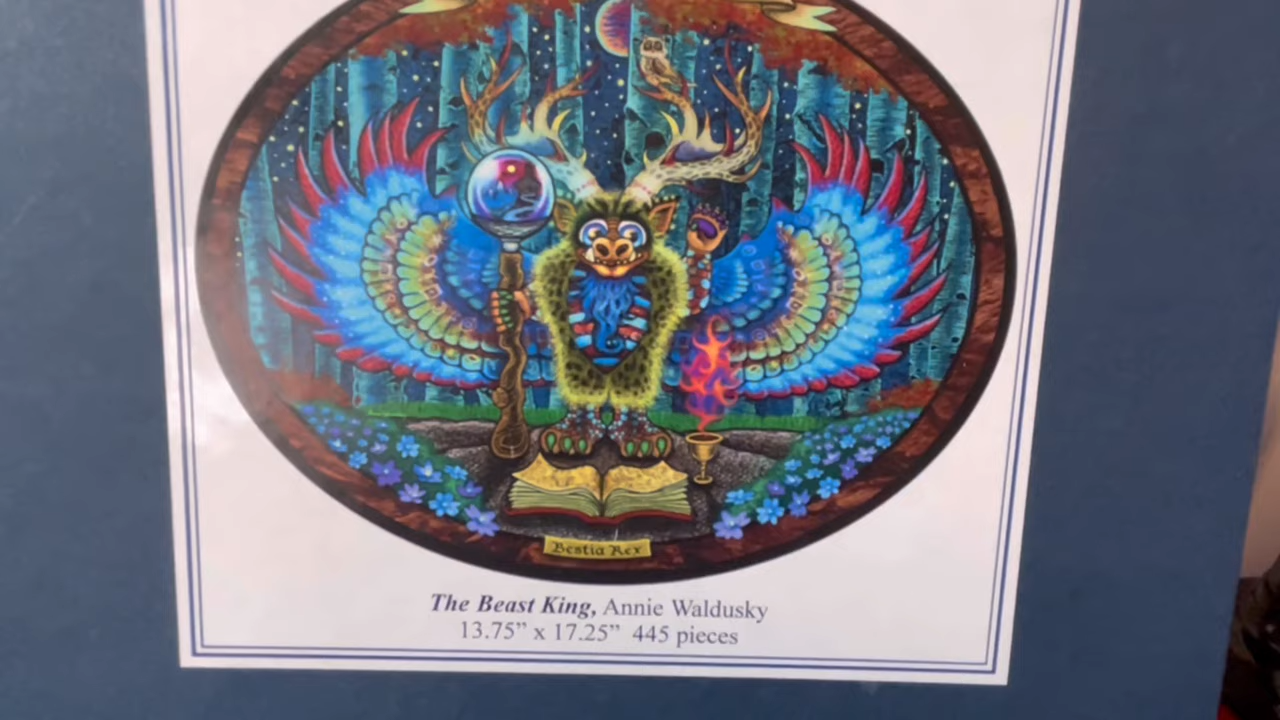 Bestia Rex
The Beast King, Annie Waldusky
13.75” x 17.25” 445 pieces